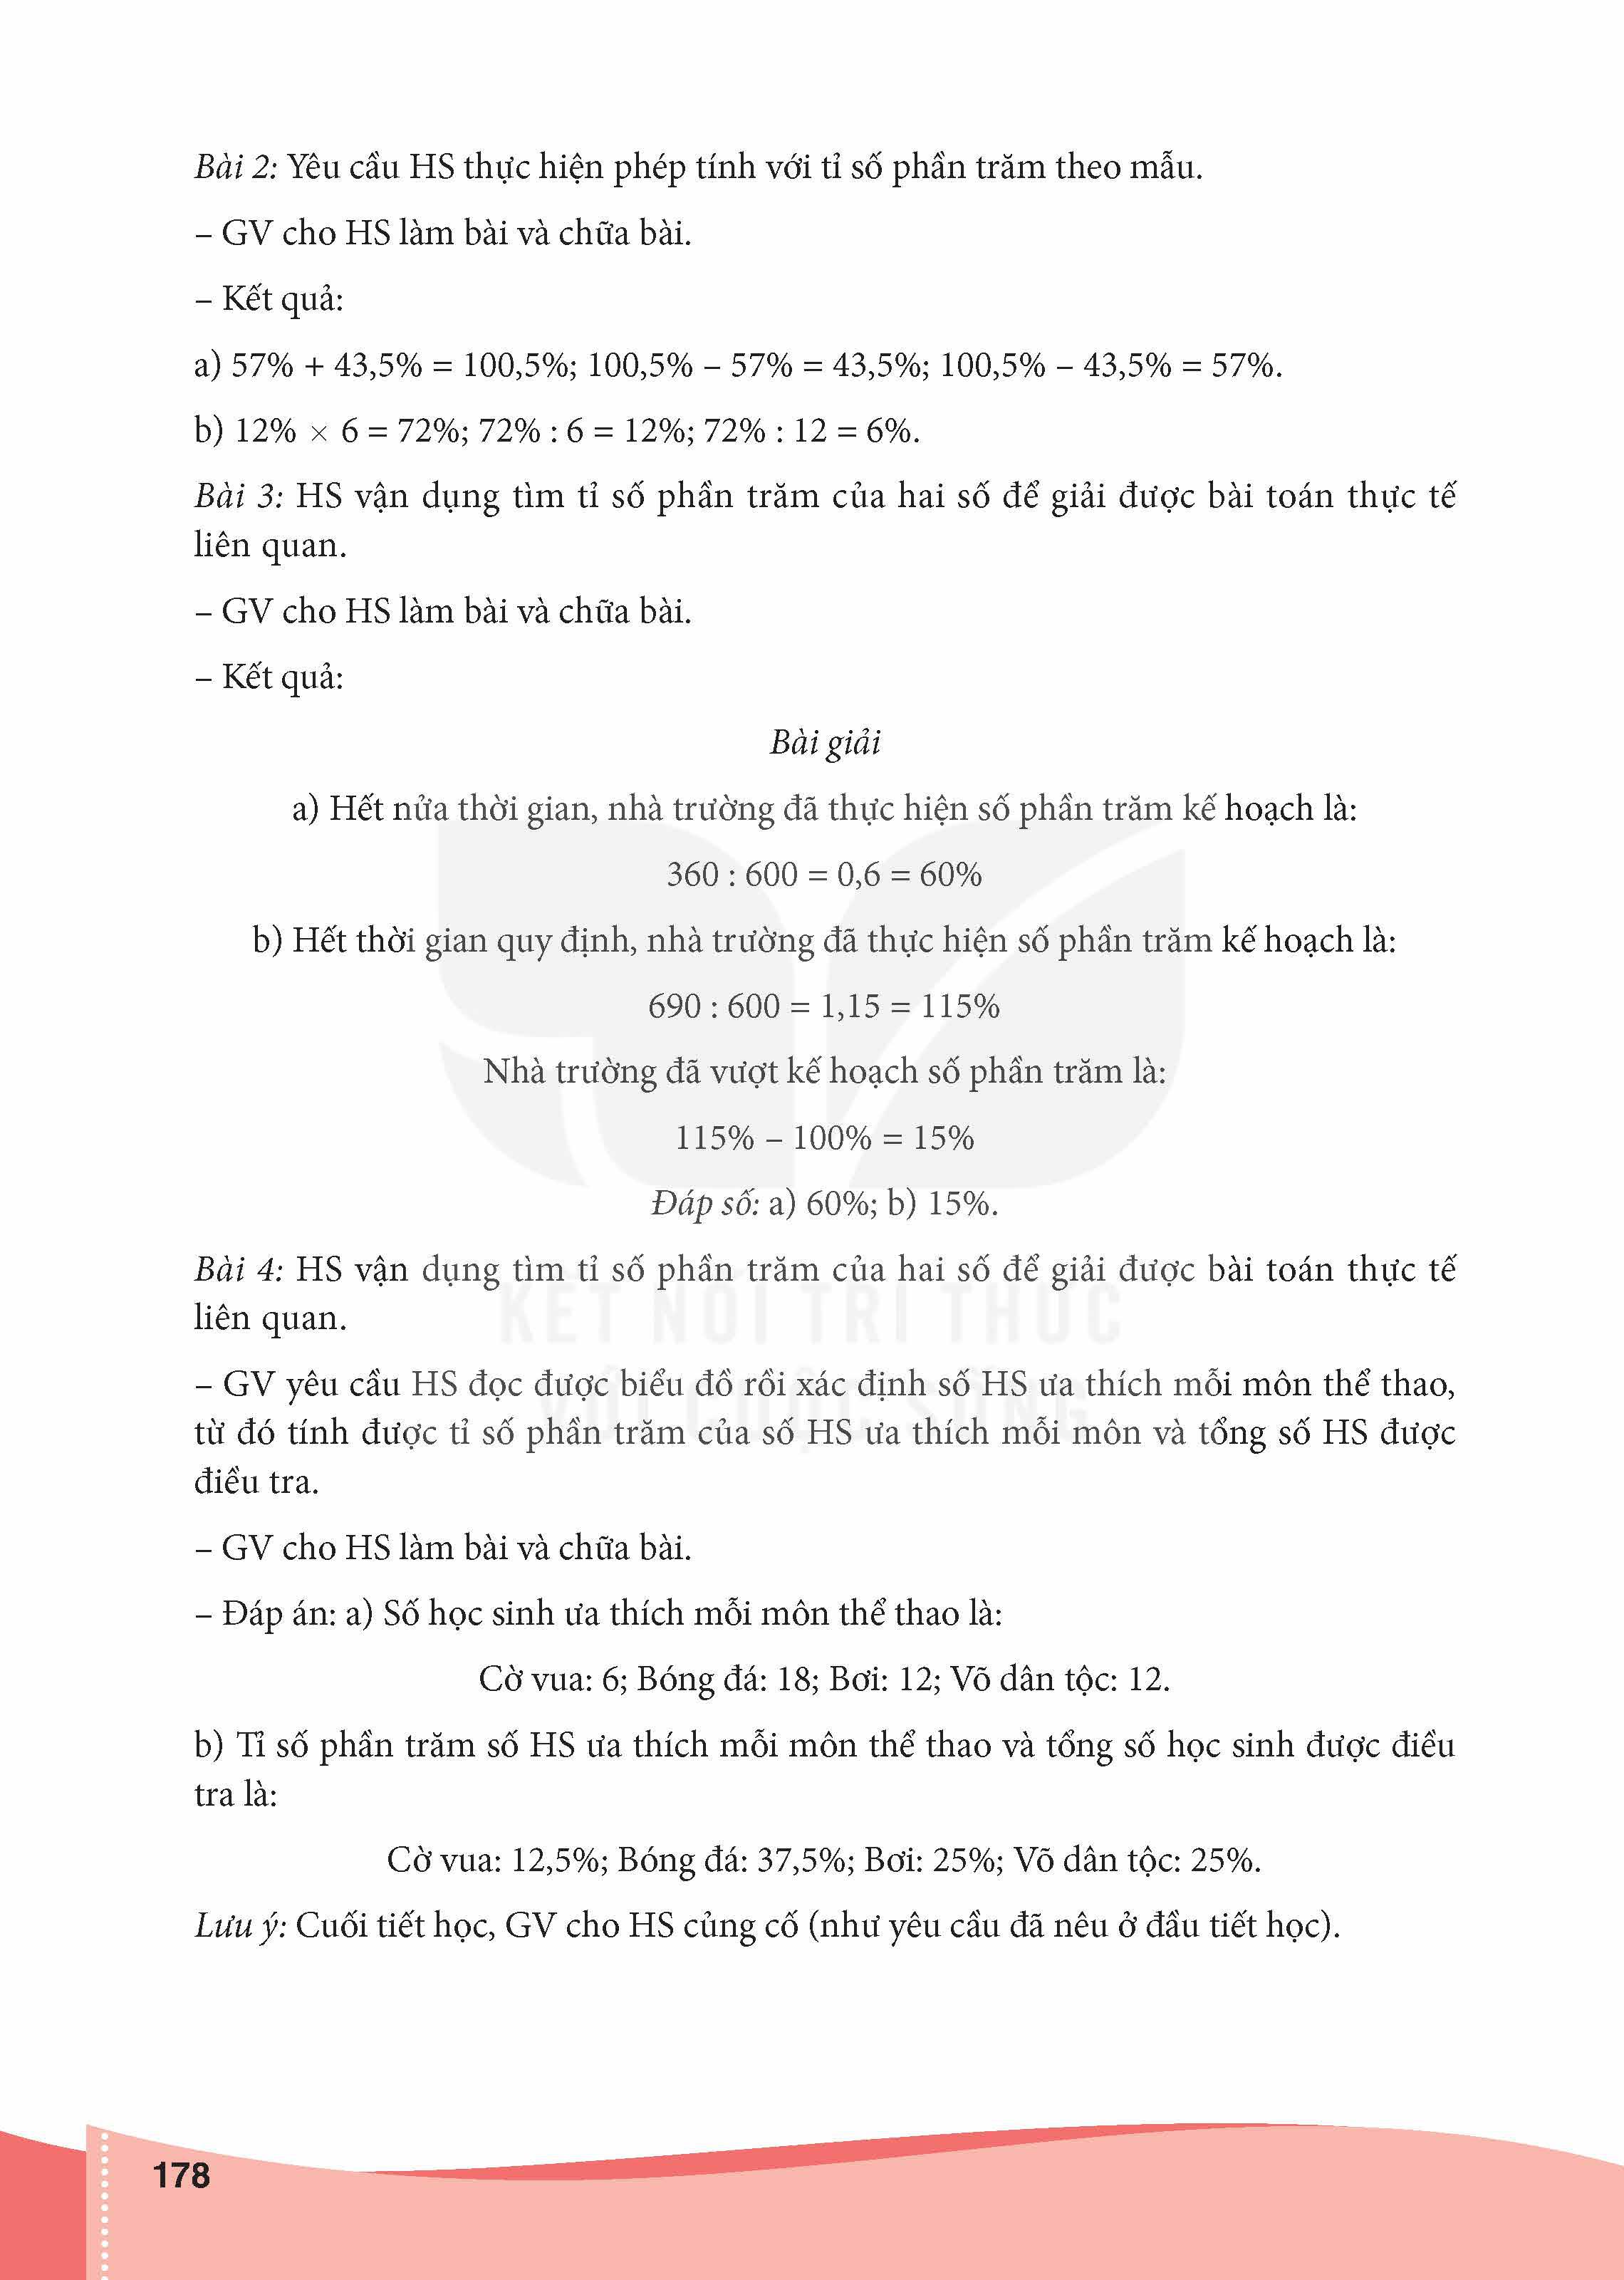 Bài 2: Yêu cầu HS thực hiện phép tính với tỉ số phần trăm theo mẫu.
– GV cho HS làm bài và chữa bài.
– Kết quả:
a) 57% + 43,5% = 100,5%; 100,5% – 57% = 43,5%; 100,5% – 43,5% = 57%.
b) 12% × 6 = 72%; 72% : 6 = 12%; 72% : 12 = 6%.
Bài 3: HS vận dụng tìm tỉ số phần trăm của hai số để giải được bài toán thực tế
liên quan.
– GV cho HS làm bài và chữa bài.
– Kết quả:
Bài giải
a) Hết nửa thời gian, nhà trường đã thực hiện số phần trăm kế hoạch là:
360 : 600 = 0,6 = 60%
b) Hết thời gian quy định, nhà trường đã thực hiện số phần trăm kế hoạch là:
690 : 600 = 1,15 = 115%
Nhà trường đã vượt kế hoạch số phần trăm là:
115% – 100% = 15%
Đáp số: a) 60%; b) 15%.
Bài 4: HS vận dụng tìm tỉ số phần trăm của hai số để giải được bài toán thực tế
liên quan.
KẾT NỐI TRI THỨC
– GV yêu cầu HS đọc được biểu đồ rồi xác định số HS ưa thích mỗi môn thể thao,
VỚI CUỘC SỐNG
từ đó tính được tỉ số phần trăm của số HS ưa thích mỗi môn và tổng số HS được
điều tra.
– GV cho HS làm bài và chữa bài.
– Đáp án: a) Số học sinh ưa thích mỗi môn thể thao là:
Cờ vua: 6; Bóng đá: 18; Bơi: 12; Võ dân tộc: 12.
b) Tỉ số phần trăm số HS ưa thích mỗi môn thể thao và tổng số học sinh được điều
tra là:
Cờ vua: 12,5%; Bóng đá: 37,5%; Bơi: 25%; Võ dân tộc: 25%.
Lưu ý: Cuối tiết học, GV cho HS củng cố (như yêu cầu đã nêu ở đầu tiết học).
178